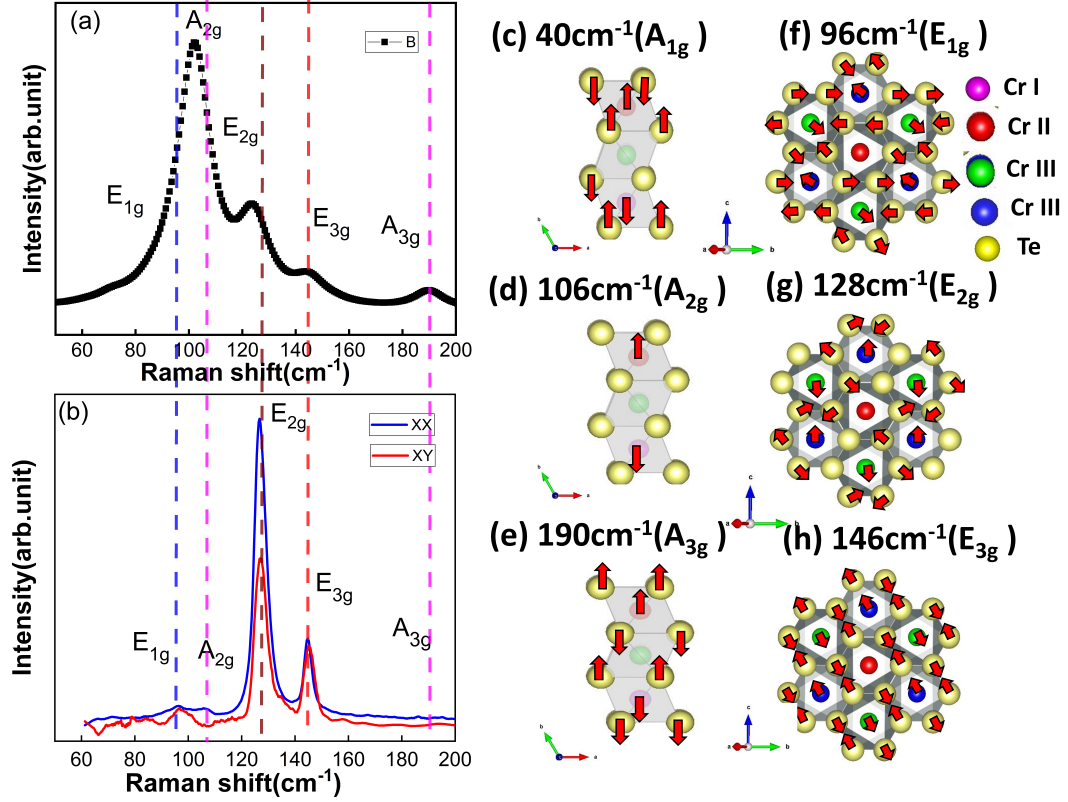 (a)
A2g
B
E2g
E1g
E3g
A3g
Intensity(arb.unit)
60 80 100 120 140 160 180 200
Raman shift(cm-1)
(b)
E2g
XX
XY
E3g
E1g
A2g
A3g
Intensity(arb.unit)
60 80 100 120 140 160 180 200
Raman shift(cm-1)
(c) 40cm-1(A1g )
b
a
(d) 106cm-1(A2g )
b
a
(e) 190cm-1(A3g )
b
a
(f) 96cm-1(E1g )
c
a
b
Cr I
Cr II
Cr III
Cr III
Te
(g) 128cm-1(E2g )
c
a
b
(h) 146cm-1(E3g )
c
a
b